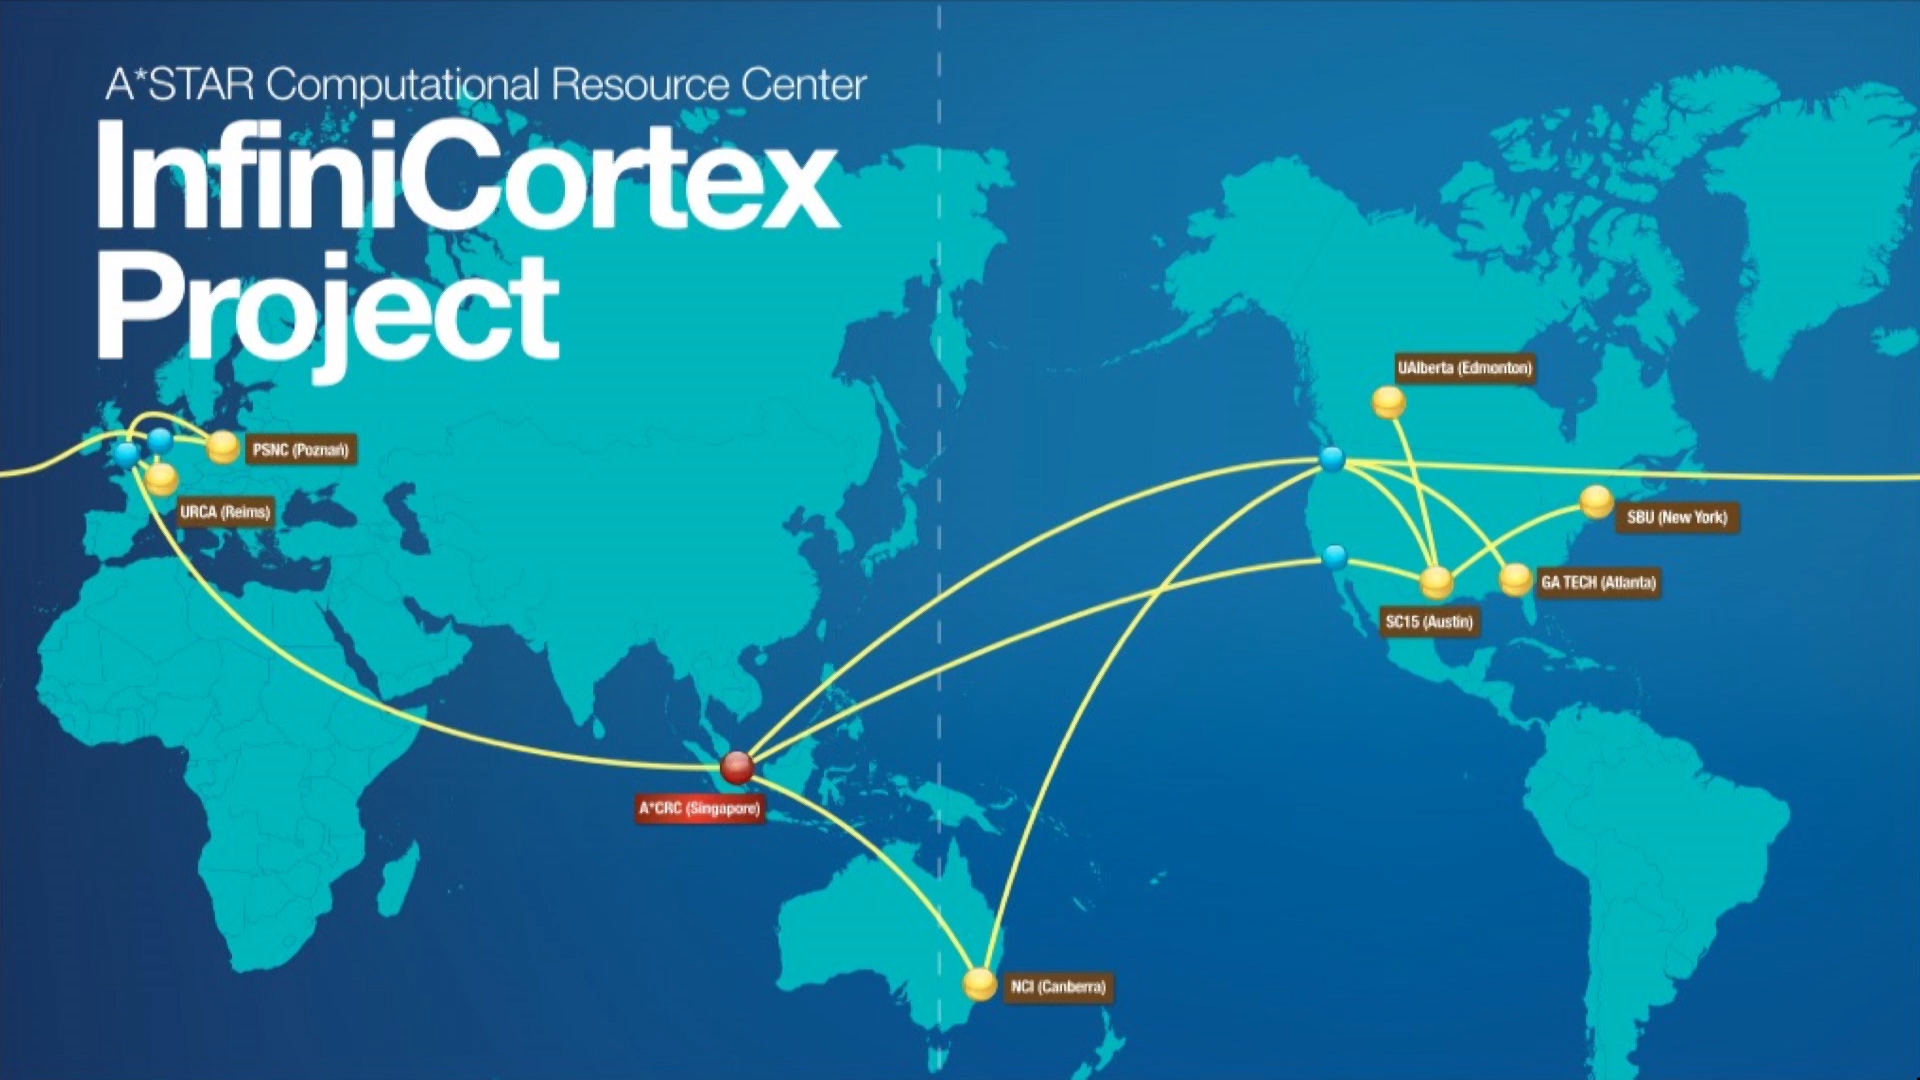 A*STAR Computational Resource Center
InfiniCortex
Project
UAlberta (Edmonton)
PSNC (Poznań)
URCA (Reims)
SBU (New York)
GA TECH (Atlanta)
SC15 (Austin)
A*CRC (Singapore)
NCI (Canberra)